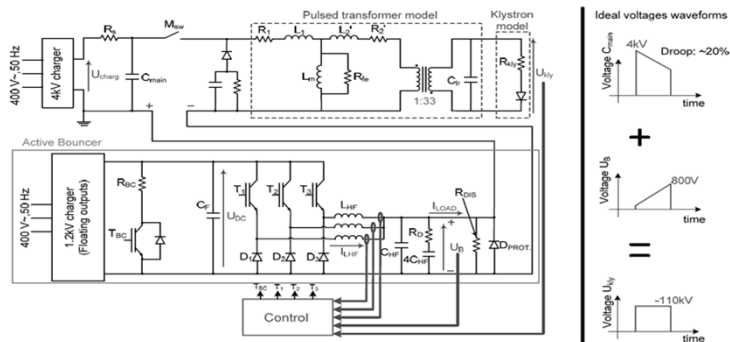 Pulsed transformer model
Klystron model
400 V~,50 Hz
4kV charger
Rs
Msw
Ucharg
Cmain
R1
L1
L2'
R2'
Lm
Rfe
1:33
Ctr
Rkly
Ukly
Active Bouncer
400 V~,50 Hz
1.2kV charger
(Floating outputs)
RBC
TBC
CF
UDC
T1
T2
T3
D1
D2
D3
LHF
ILHF
CHF
RD
4CHF
ILOAD
UB
RDIS
DPROT.
TBC T1 T2 T3
Control
Ideal voltages waveforms
Voltage Cmain
4kV
Droop: ~20%
time
+
Voltage UB
800V
time
=
Voltage Ukly
~110kV
time